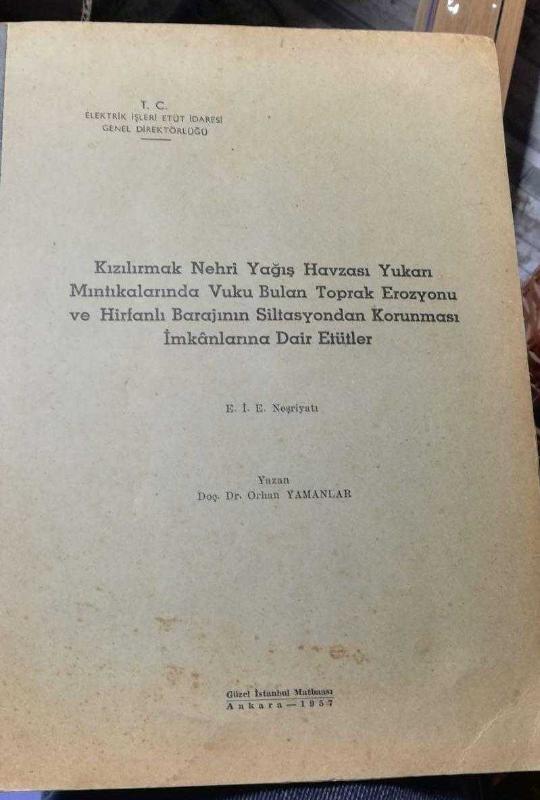 T. C.
ELEKTRİK İŞLERİ ETÜT İDARESİ
GENEL DİREKTÖRLÜĞÜ
Kızılırmak Nehri Yağış Havzası Yukarı
Mıntıkalarında Vuku Bulan Toprak Erozyonu
ve Hirfanlı Barajının Siltasyondan Korunması
İmkânlarına Dair Etütler
E. İ. E. Neşriyatı
Yazan
Doç. Dr. Orhan YAMANLAR
Güzel İstanbul Matbaası
Ankara — 1957